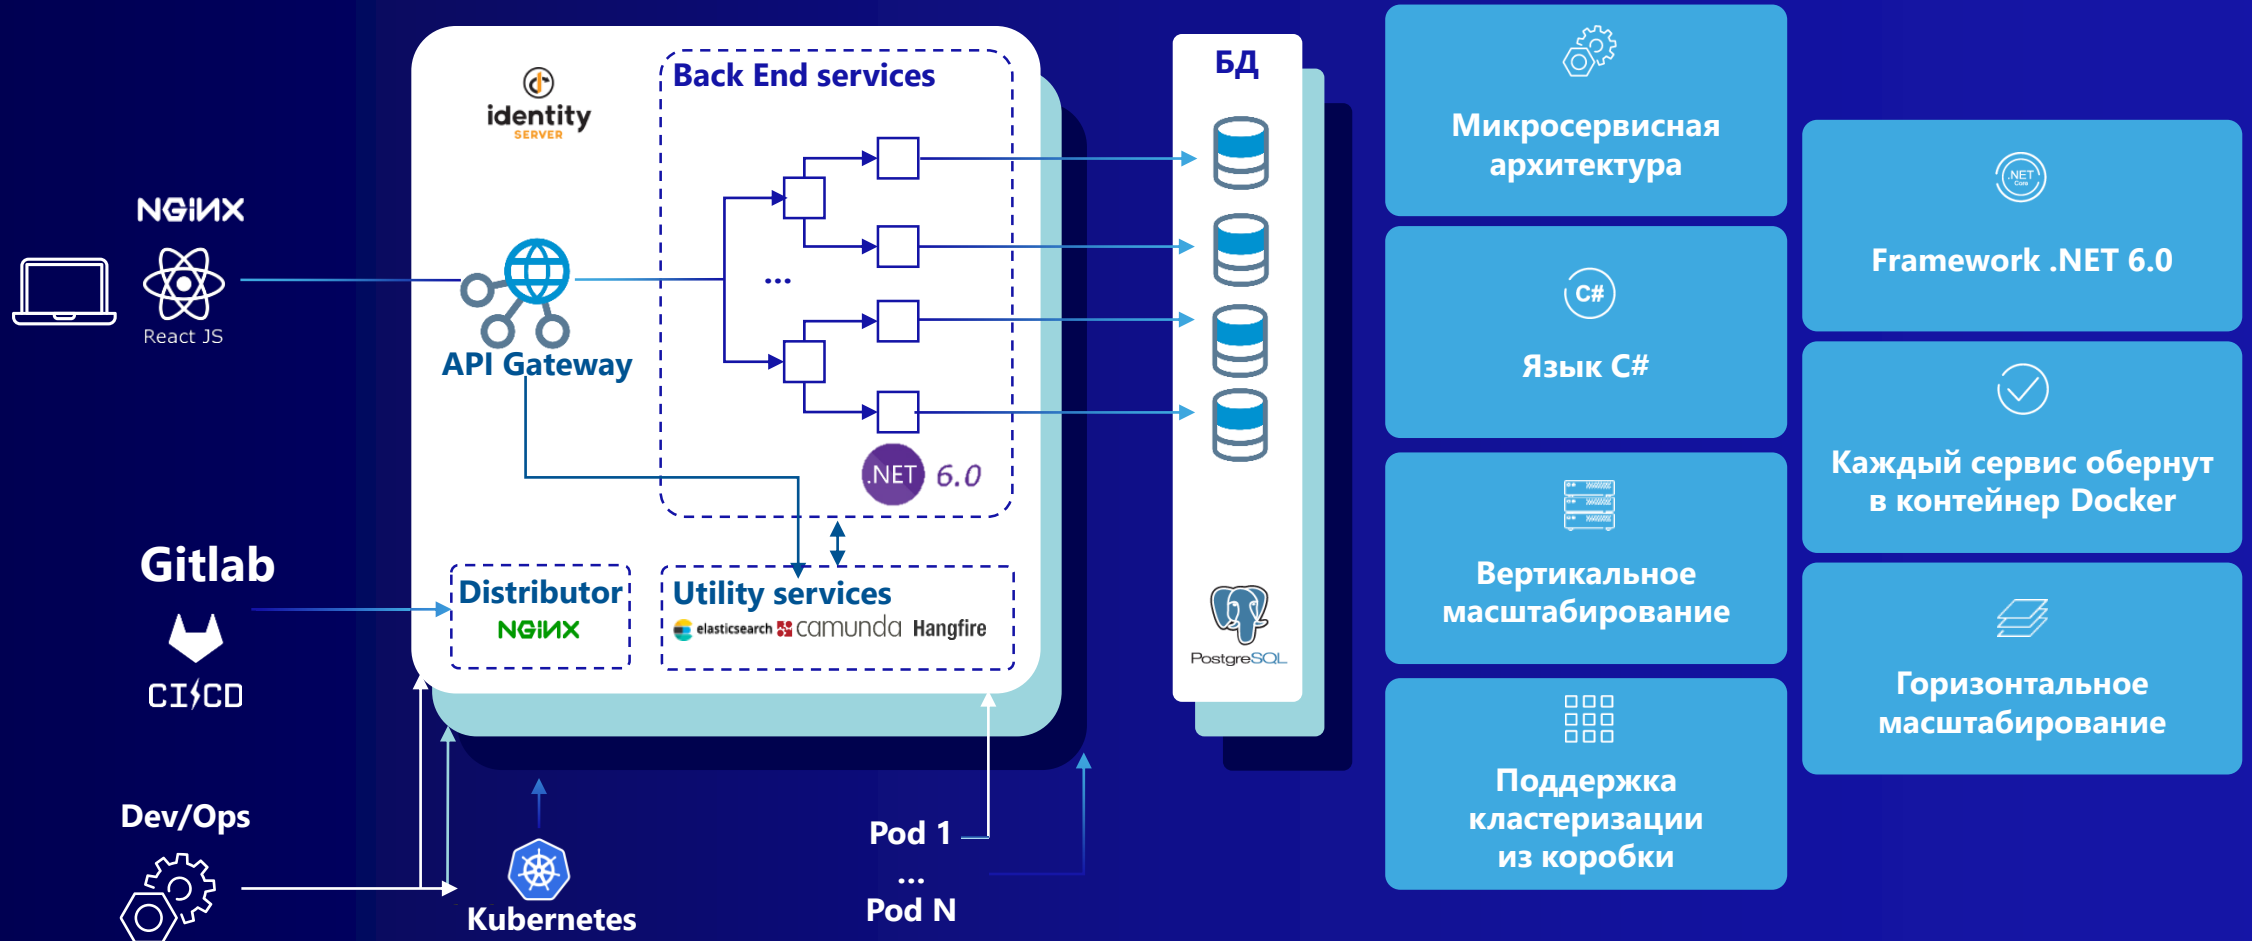 NGINX
React JS
Gitlab
CI/CD
Dev/Ops
identity
SERVER
API Gateway
Back End services
...
.NET 6.0
Distributor
NGINX
Utility services
elasticsearch camunda Hangfire
Kubernetes
Pod 1
...
Pod N
БД
PostgreSQL
Микросервисная
архитектура
C#
Язык C#
Вертикальное
масштабирование
Поддержка
кластеризации
из коробки
.NET
Core
Framework .NET 6.0
Каждый сервис обернут
в контейнер Docker
Горизонтальное
масштабирование